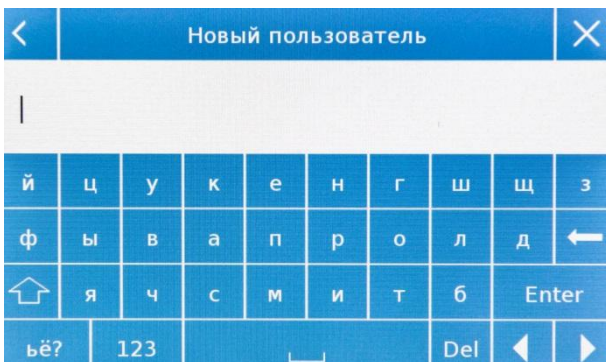 Новый пользователь
й ц у к е н г ш щ з
ф ы в а п р о л д
я ч с м и т б Enter
ьё? 123 Del